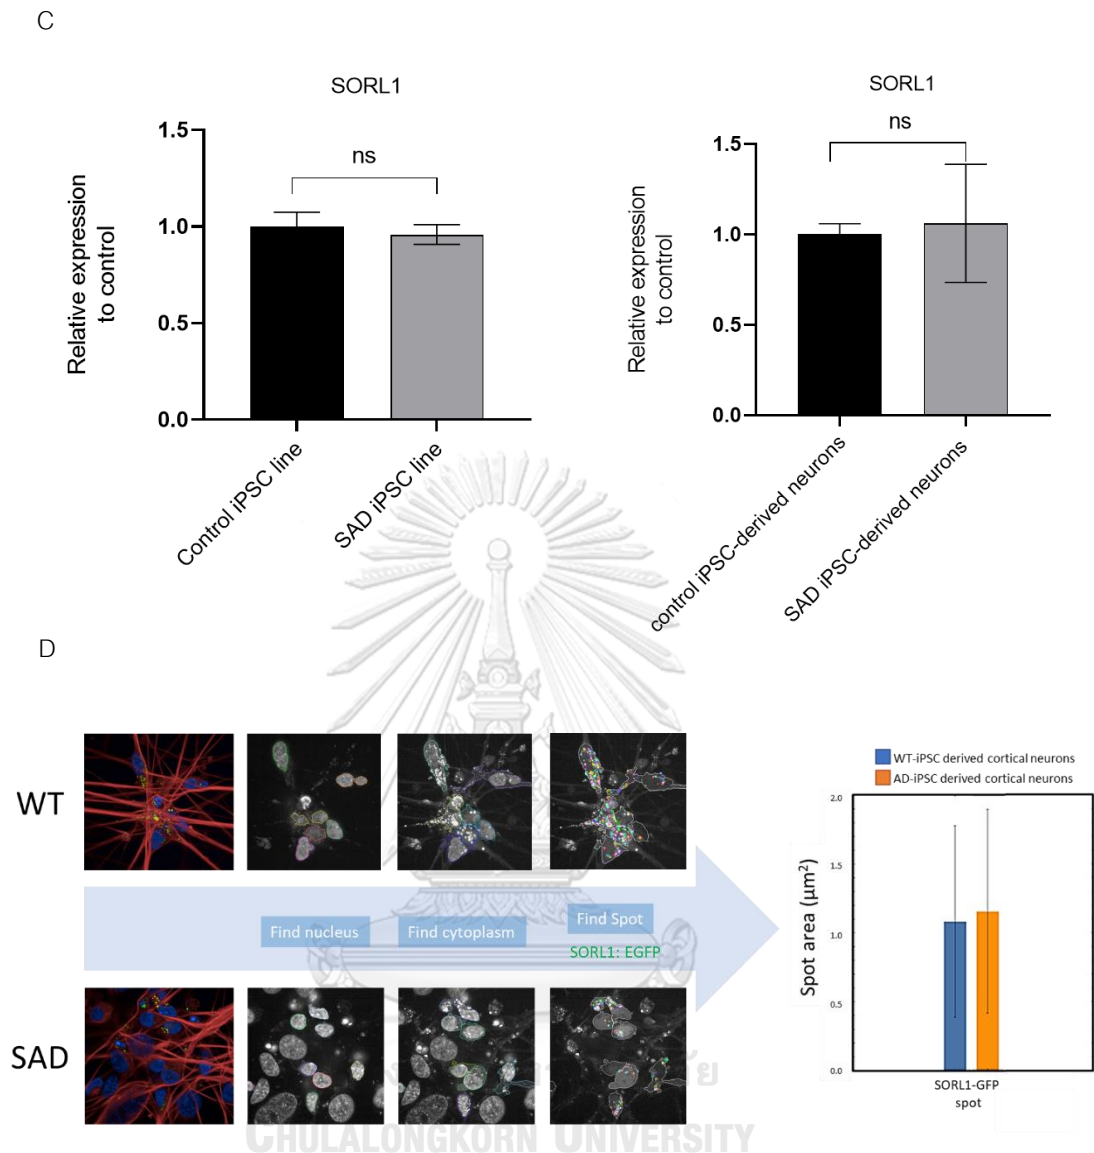 C
SORL1
ns
1.5
1.0
0.5
0.0
Relative expression
to control
Control iPSC line
SAD iPSC line
SORL1
ns
1.5
1.0
0.5
0.0
Relative expression
to control
control iPSC-derived neurons
SAD iPSC-derived neurons
D
WT
Find nucleus
Find cytoplasm
Find Spot
SORL1: EGFP
SAD
WT-iPSC derived cortical neurons
AD-iPSC derived cortical neurons
2.0
1.5
1.0
0.5
0.0
Spot area (µm²)
SORL1-GFP
spot
CHULALONGKORN UNIVERSITY